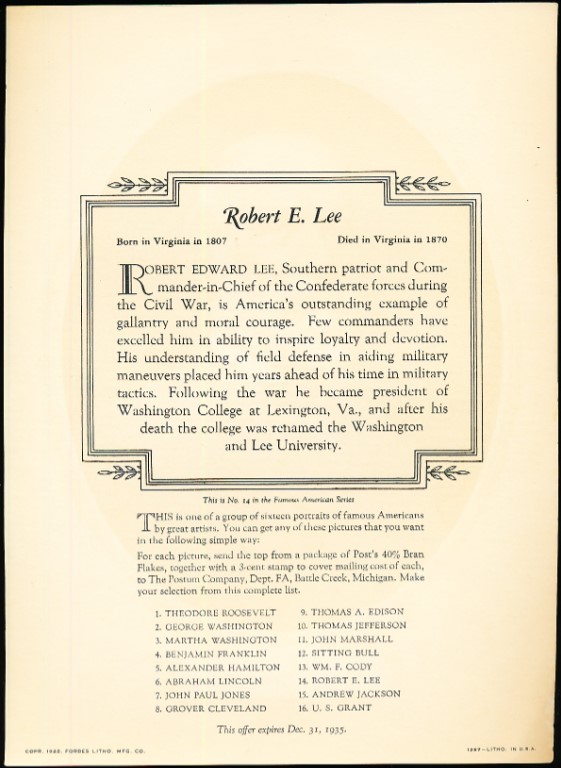 Robert E. Lee
Born in Virginia in 1807 Died in Virginia in 1870
ROBERT EDWARD LEE, Southern patriot and Com-
mander-in-Chief of the Confederate forces during
the Civil War, is America's outstanding example of
gallantry and moral courage. Few commanders have
excelled him in ability to inspire loyalty and devotion.
His understanding of field defense in aiding military
maneuvers placed him years ahead of his time in military
tactics. Following the war he became president of
Washington College at Lexington, Va., and after his
death the college was renamed the Washington
and Lee University.
This is No. 14 in the Famous American Series
THIS is one of a group of sixteen portraits of famous Americans
by great artists. You can get any of these pictures that you want
in the following simple way:
For each picture, send the top from a package of Post's 40% Bran
Flakes, together with a 3-cent stamp to cover mailing cost of each,
to The Postum Company, Dept. FA, Battle Creek, Michigan. Make
your selection from this complete list.
1. THEODORE ROOSEVELT
2. GEORGE WASHINGTON
3. MARTHA WASHINGTON
4. BENJAMIN FRANKLIN
5. ALEXANDER HAMILTON
6. ABRAHAM LINCOLN
7. JOHN PAUL JONES
8. GROVER CLEVELAND
9. THOMAS A. EDISON
10. THOMAS JEFFERSON
11. JOHN MARSHALL
12. SITTING BULL
13. WM. F. CODY
14. ROBERT E. LEE
15. ANDREW JACKSON
16. U. S. GRANT
This offer expires Dec. 31, 1935.
COPR. FORBES LITHO. MFG. CO.
LITHO. IN U.S.A.